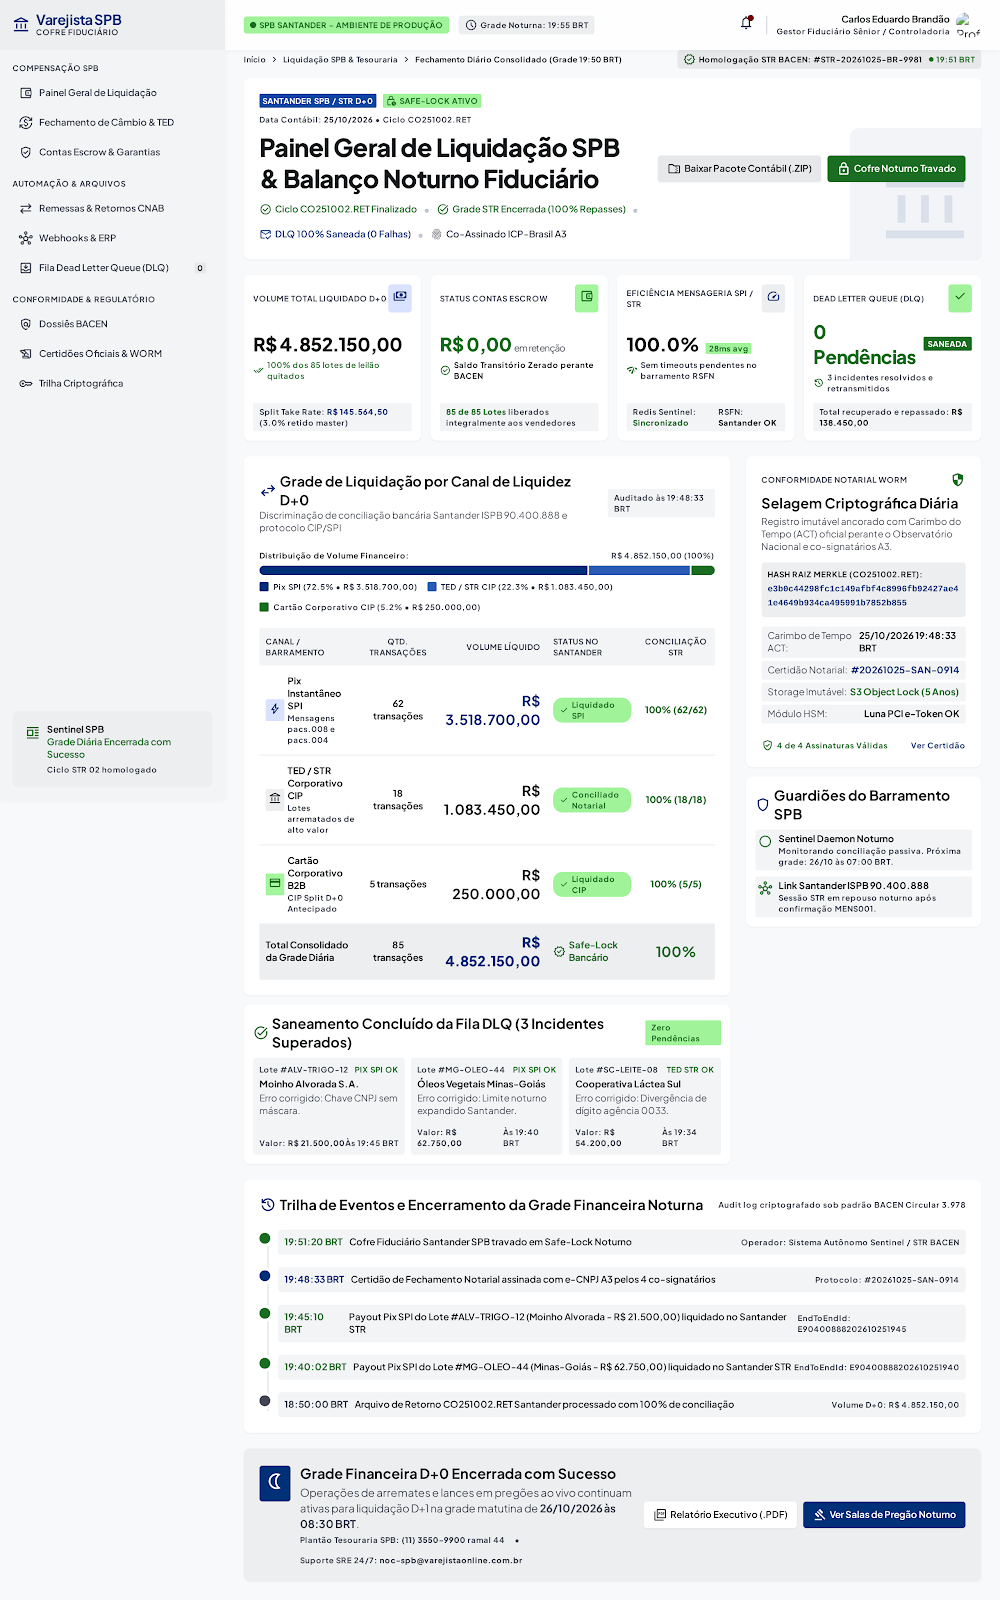 Varejista SPB
COFRE FIDUCIÁRIO
SPB SANTANDER - AMBIENTE DE PRODUÇÃO
Grade Noturna: 19:55 BRT
Carlos Eduardo Brandão
Gestor Fiduciário Sênior / Controladoria
COMPENSAÇÃO SPB
Painel Geral de Liquidação
Fechamento de Câmbio & TED
Contas Escrow & Garantias
AUTOMAÇÃO & ARQUIVOS
Remessas & Retornos CNAB
Webhooks & ERP
Fila Dead Letter Queue (DLQ) 0
CONFORMIDADE & REGULATÓRIO
Dossiês BACEN
Certidões Oficiais & WORM
Trilha Criptográfica
Sentinel SPB
Grade Diária Encerrada com
Sucesso
Ciclo STR 02 homologado
Início > Liquidação SPB & Tesouraria > Fechamento Diário Consolidado (Grade 19:50 BRT)
Homologação STR BACEN: #STR-20261025-BR-9981 ● 19:51 BRT
SANTANDER SPB / STR D+0
SAFE-LOCK ATIVO
Data Contábil: 25/10/2026 • Ciclo CO251002.RET
Painel Geral de Liquidação SPB
& Balanço Noturno Fiduciário
Ciclo CO251002.RET Finalizado
Grade STR Encerrada (100% Repasses)
DLQ 100% Saneada (0 Falhas)
Co-Assinado ICP-Brasil A3
Baixar Pacote Contábil (.ZIP)
Cofre Noturno Travado
VOLUME TOTAL LIQUIDADO D+0
R$ 4.852.150,00
100% dos 85 lotes de leilão
quitados
Split Take Rate: R$ 145.564,50
(3.0% retido master)
STATUS CONTAS ESCROW
R$ 0,00 em retenção
Saldo Transitório Zerado perante
BACEN
85 de 85 Lotes liberados
integralmente aos vendedores
EFICIÊNCIA MENSAGERIA SPI /
STR
100.0% 28ms avg
Sem timeouts pendentes no
barramento RSFN
Redis Sentinel:
Sincronizado
RSFN:
Santander OK
DEAD LETTER QUEUE (DLQ)
0
Pendências
SANEADA
3 incidentes resolvidos e
retransmitidos
Total recuperado e repassado: R$
138.450,00
Grade de Liquidação por Canal de Liquidez
D+0
Discriminação de conciliação bancária Santander ISPB 90.400.888 e
protocolo CIP/SPI
Auditado às 19:48:33
BRT
Distribuição de Volume Financeiro:
R$ 4.852.150,00 (100%)
Pix SPI (72.5% • R$ 3.518.700,00)
TED / STR CIP (22.3% • R$ 1.083.450,00)
Cartão Corporativo CIP (5.2% • R$ 250.000,00)
CANAL /
BARRAMENTO
QTD.
TRANSAÇÕES
VOLUME LÍQUIDO
STATUS NO
SANTANDER
CONCILIAÇÃO
STR
Pix
Instantâneo
SPI
Mensagens
pacs.008 e
pacs.004
62
transações
R$
3.518.700,00
Liquidado
SPI
100% (62/62)
TED / STR
Corporativo
CIP
Lotes
arrematados de
alto valor
18
transações
R$
1.083.450,00
Conciliado
Notarial
100% (18/18)
Cartão
Corporativo
B2B
CIP Split D+0
Antecipado
5 transações
R$
250.000,00
Liquidado
CIP
100% (5/5)
Total Consolidado
da Grade Diária
85
transações
R$
4.852.150,00
Safe-Lock
Bancário
100%
CONFORMIDADE NOTARIAL WORM
Selagem Criptográfica Diária
Registro imutável ancorado com Carimbo do
Tempo (ACT) oficial perante o Observatório
Nacional e co-signatários A3.
HASH RAIZ MERKLE (CO251002.RET):
e3b0c44298fc1c149afbf4c8996fb92427ae4
1e4649b934ca495991b7852b855
Carimbo de Tempo
ACT:
25/10/2026 19:48:33
BRT
Certidão Notarial: #20261025-SAN-0914
Storage Imutável: S3 Object Lock (5 Anos)
Módulo HSM: Luna PCI e-Token OK
4 de 4 Assinaturas Válidas
Ver Certidão
Guardiões do Barramento
SPB
Sentinel Daemon Noturno
Monitorando conciliação passiva. Próxima
grade: 26/10 às 07:00 BRT.
Link Santander ISPB 90.400.888
Sessão STR em repouso noturno após
confirmação MENS001.
Saneamento Concluído da Fila DLQ (3 Incidentes
Superados)
Zero
Pendências
Lote #ALV-TRIGO-12 PIX SPI OK
Moinho Alvorada S.A.
Erro corrigido: Chave CNPJ sem
máscara.
Valor: R$ 21.500,00 Às 19:45 BRT
Lote #MG-OLEO-44 PIX SPI OK
Óleos Vegetais Minas-Goiás
Erro corrigido: Limite noturno
expandido Santander.
Valor: R$
62.750,00
Às 19:40
BRT
Lote #SC-LEITE-08 TED STR OK
Cooperativa Láctea Sul
Erro corrigido: Divergência de
dígito agência 0033.
Valor: R$
54.200,00
Às 19:34
BRT
Trilha de Eventos e Encerramento da Grade Financeira Noturna
Audit log criptografado sob padrão BACEN Circular 3.978
19:51:20 BRT Cofre Fiduciário Santander SPB travado em Safe-Lock Noturno
Operador: Sistema Autônomo Sentinel / STR BACEN
19:48:33 BRT Certidão de Fechamento Notarial assinada com e-CNPJ A3 pelos 4 co-signatários
Protocolo: #20261025-SAN-0914
19:45:10
BRT
Payout Pix SPI do Lote #ALV-TRIGO-12 (Moinho Alvorada - R$ 21.500,00) liquidado no Santander
STR
EndToEndId:
E90400888202610251945
19:40:02 BRT Payout Pix SPI do Lote #MG-OLEO-44 (Minas-Goiás - R$ 62.750,00) liquidado no Santander STR EndToEndId: E90400888202610251940
18:50:00 BRT Arquivo de Retorno CO251002.RET Santander processado com 100% de conciliação
Volume D+0: R$ 4.852.150,00
Grade Financeira D+0 Encerrada com Sucesso
Operações de arremates e lances em pregões ao vivo continuam
ativas para liquidação D+1 na grade matutina de 26/10/2026 às
08:30 BRT.
Plantão Tesouraria SPB: (11) 3550-9900 ramal 44 •
Suporte SRE 24/7: noc-spb@varejistaonline.com.br
Relatório Executivo (.PDF)
Ver Salas de Pregão Noturno